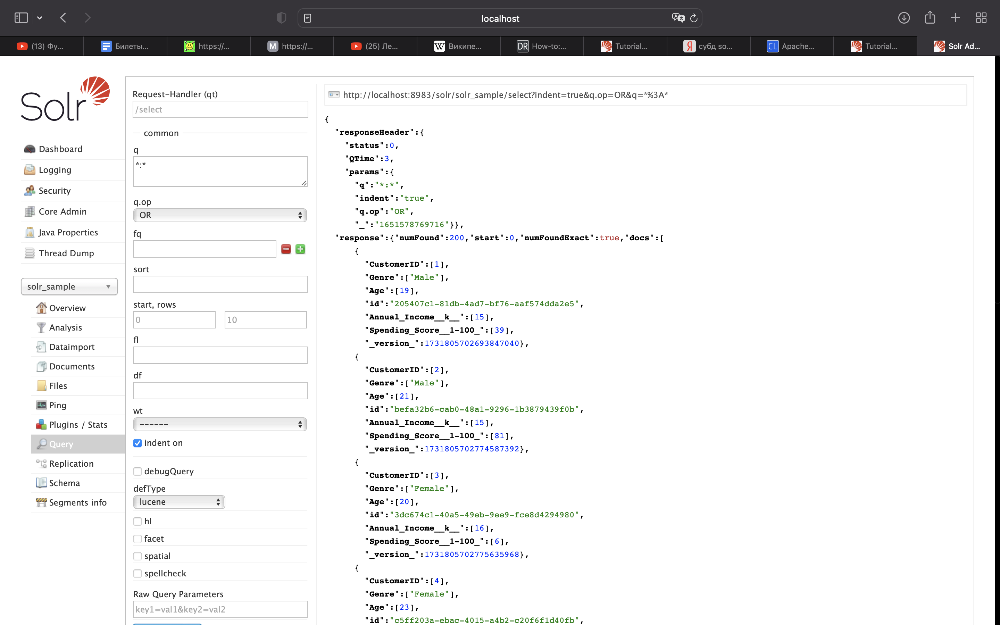 localhost
(13) Фу...
Билеты...
https://...
M https://...
(25) Ле...
W Википе...
DR How-to:...
Tutorial...
Я субд so...
CL Apache...
Tutorial...
Solr Ad...
Solr
Dashboard
Logging
Security
Core Admin
Java Properties
Thread Dump
solr_sample
Overview
Analysis
Dataimport
Documents
Files
Ping
Plugins / Stats
Query
Replication
Schema
Segments info
Request-Handler (qt)
/select
common
q
*:*
q.op
OR
fq
sort
start, rows
0 10
fl
df
wt
------
indent on
debugQuery
defType
lucene
hl
facet
spatial
spellcheck
Raw Query Parameters
key1=val1&key2=val2
http://localhost:8983/solr/solr_sample/select?indent=true&q.op=OR&q=*%3A*
{
"responseHeader":{
"status":0,
"QTime":3,
"params":{
"q":"*:*",
"indent":"true",
"q.op":"OR",
"_":"1651578769716"}},
"response":{"numFound":200,"start":0,"numFoundExact":true,"docs":[
{
"CustomerID":[1],
"Genre":["Male"],
"Age":[19],
"id":"205407c1-81db-4ad7-bf76-aaf574dda2e5",
"Annual_Income__k__":[15],
"Spending_Score__1-100_":[39],
"_version_":1731805702693847040},
{
"CustomerID":[2],
"Genre":["Male"],
"Age":[21],
"id":"befa32b6-cab0-48a1-9296-1b3879439f0b",
"Annual_Income__k__":[15],
"Spending_Score__1-100_":[81],
"_version_":1731805702774587392},
{
"CustomerID":[3],
"Genre":["Female"],
"Age":[20],
"id":"3dc674c1-40a5-49eb-9ee9-fce8d4294980",
"Annual_Income__k__":[16],
"Spending_Score__1-100_":[6],
"_version_":1731805702775635968},
{
"CustomerID":[4],
"Genre":["Female"],
"Age":[23],
"id":"c5ff203a-ebac-4015-a4b2-c20f6f1d40fb",